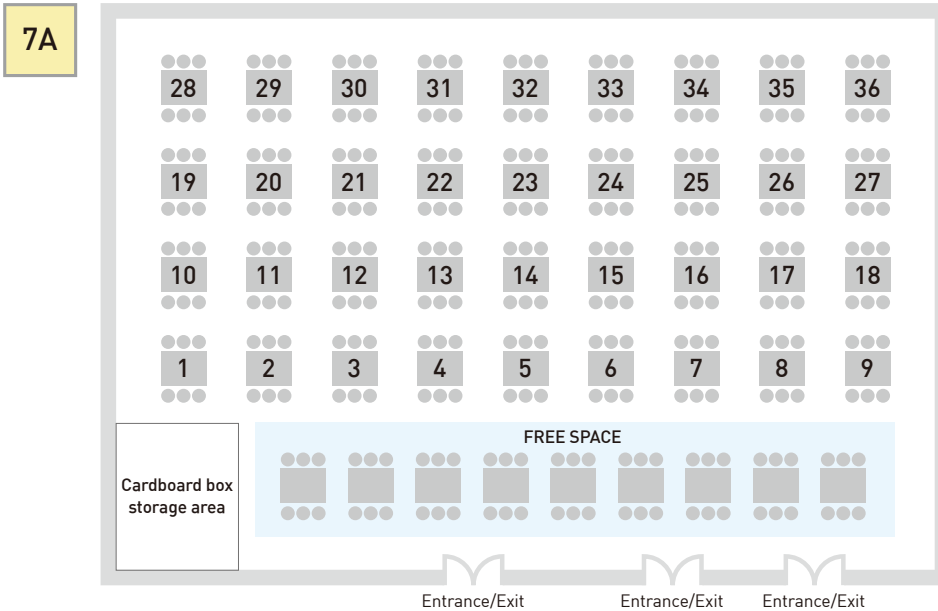 7A
28 29 30 31 32 33 34 35 36
19 20 21 22 23 24 25 26 27
10 11 12 13 14 15 16 17 18
1 2 3 4 5 6 7 8 9
FREE SPACE
Cardboard box
storage area
Entrance/Exit Entrance/Exit Entrance/Exit